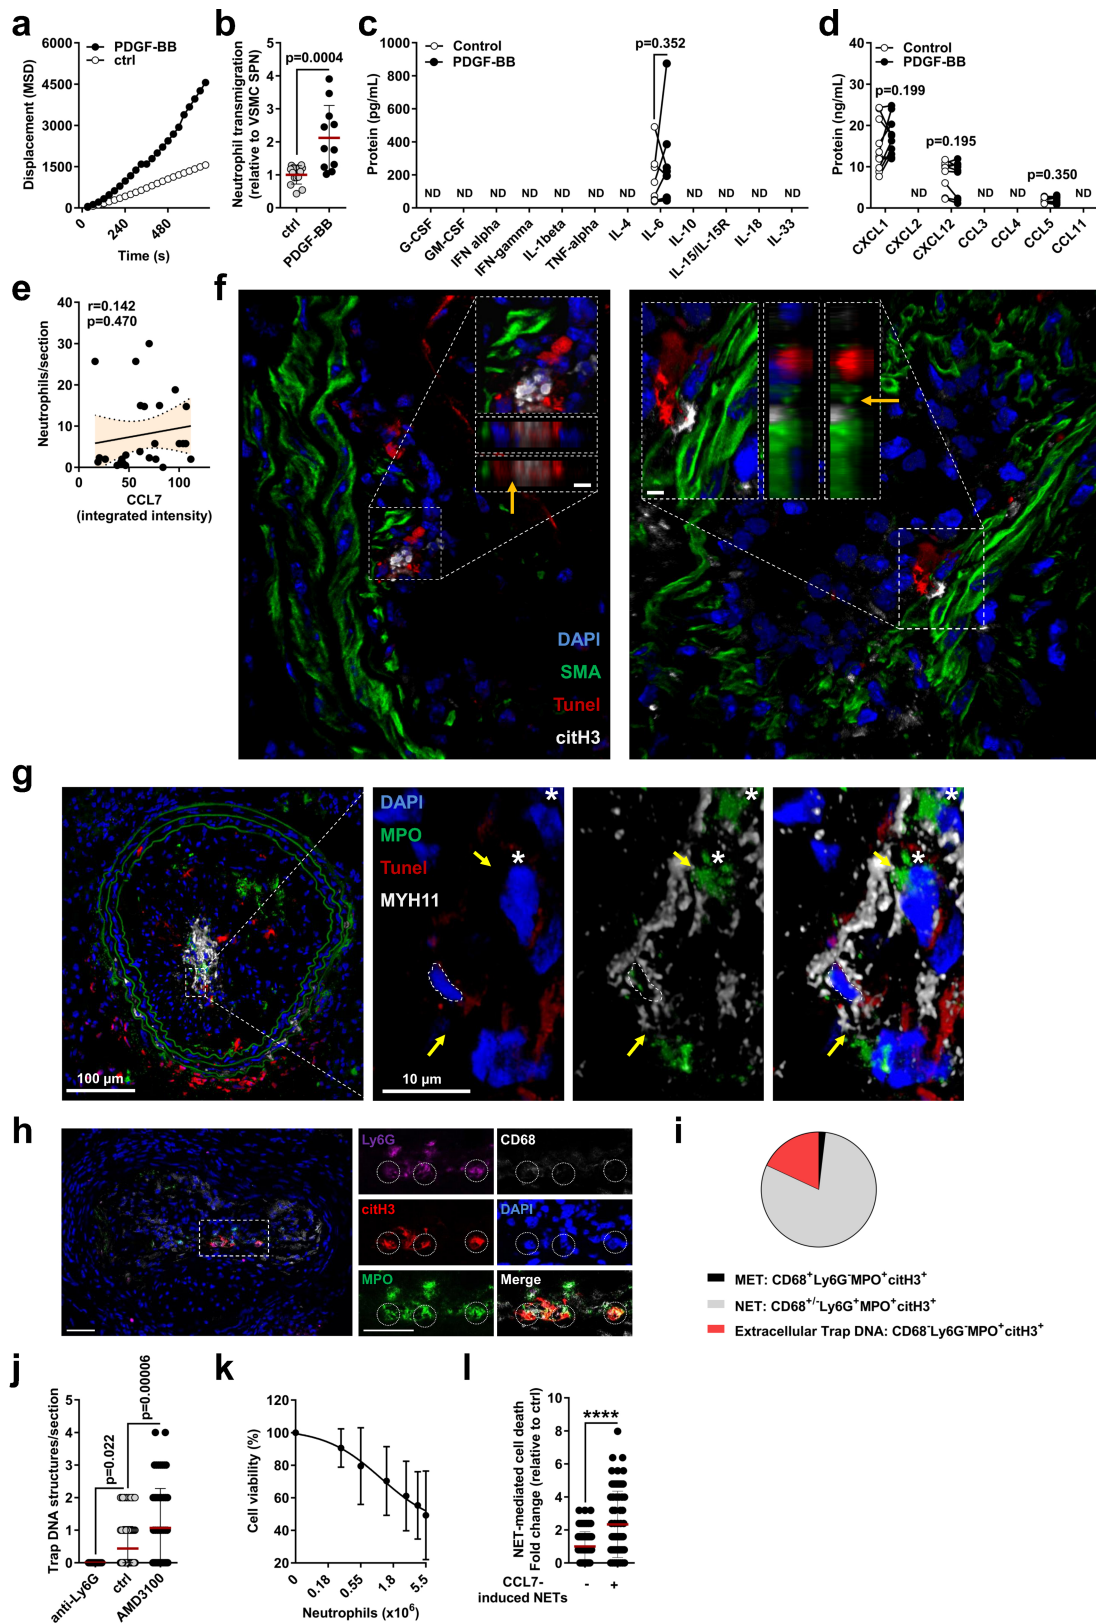 a
PDGF-BB
ctrl
Displacement (MSD)
6000
4500
3000
1500
0
0
240
480
Time (s)
b
p=0.0004
Neutrophil transmigration
(relative to VSMC SPN)
5
4
3
2
1
0
ctrl
PDGF-BB
c
Control
PDGF-BB
p=0.352
Protein (pg/mL)
1000
800
600
400
200
0
ND ND ND ND ND ND ND ND ND ND ND
G-CSF
GM-CSF
IFN alpha
IFN-gamma
IL-1beta
TNF-alpha
IL-4
IL-6
IL-10
IL-15/IL-15R
IL-18
IL-33
d
Control
PDGF-BB
p=0.199
p=0.195
p=0.350
Protein (ng/mL)
30
20
10
0
ND ND ND ND
CXCL1
CXCL2
CXCL12
CCL3
CCL4
CCL5
CCL11
e
r=0.142
p=0.470
Neutrophils/section
40
30
20
10
0
0
50
100
CCL7
(integrated intensity)
f
DAPI
SMA
Tunel
citH3
g
100 µm
DAPI
MPO
Tunel
MYH11
10 µm
* * * * * *
h
Ly6G
CD68
citH3
DAPI
MPO
Merge
i
MET: CD68⁺Ly6G⁻MPO⁺citH3⁺
NET: CD68⁺/⁻Ly6G⁺MPO⁺citH3⁺
Extracellular Trap DNA: CD68⁻Ly6G⁻MPO⁺citH3⁺
j
p=0.022
p=0.00006
Trap DNA structures/section
5
4
3
2
1
0
anti-Ly6G
ctrl
AMD3100
k
Cell viability (%)
120
100
80
60
40
20
0
0.18
0.55
1.8
5.5
Neutrophils (x10⁶)
l
****
NET-mediated cell death
Fold change (relative to ctrl)
10
8
6
4
2
0
CCL7-
induced NETs
- +